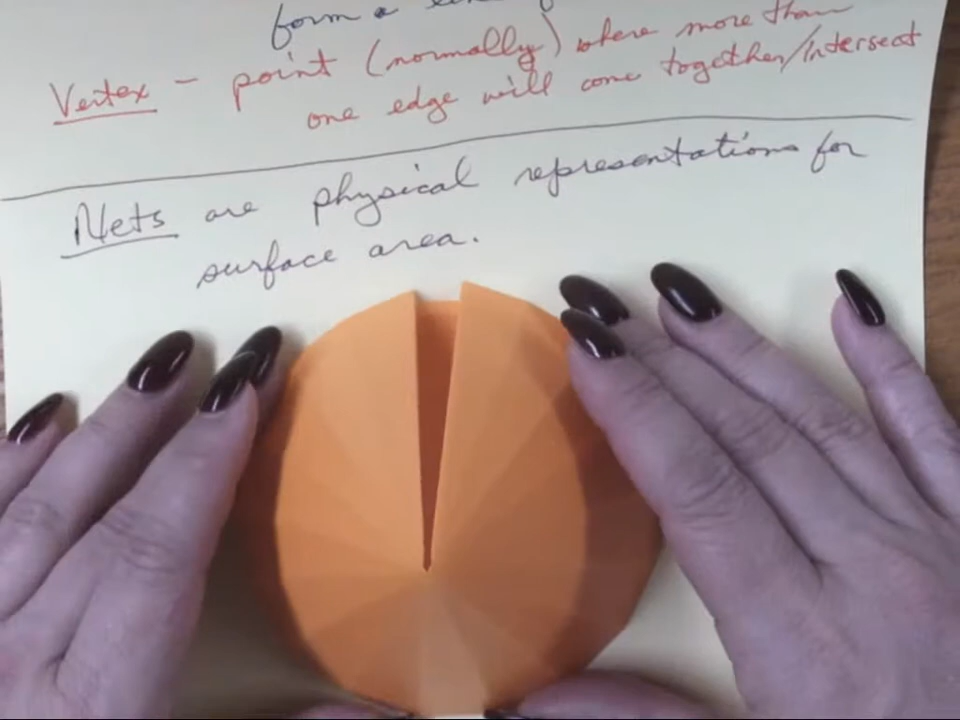 form a
Vertex - point (normally) where more than
one edge will come together/intersect
Nets are physical representations for
surface area.